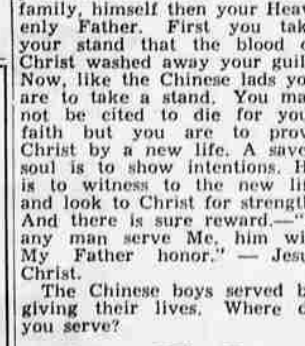 family, himself then your Heav
enly Father. First you tak
your stand that the blood o
Christ washed away your guil
Now, like the Chinese lads yo
are to take a stand. You ma
not be cited to die for you
faith but you are to prov
Christ by a new life. A save
soul is to show intentions. H
is to witness to the new lif
and look to Christ for strengt
And there is sure reward.—"
any man serve Me, him wi
My Father honor." — Jesu
Christ.
The Chinese boys served b
giving their lives. Where d
you serve?